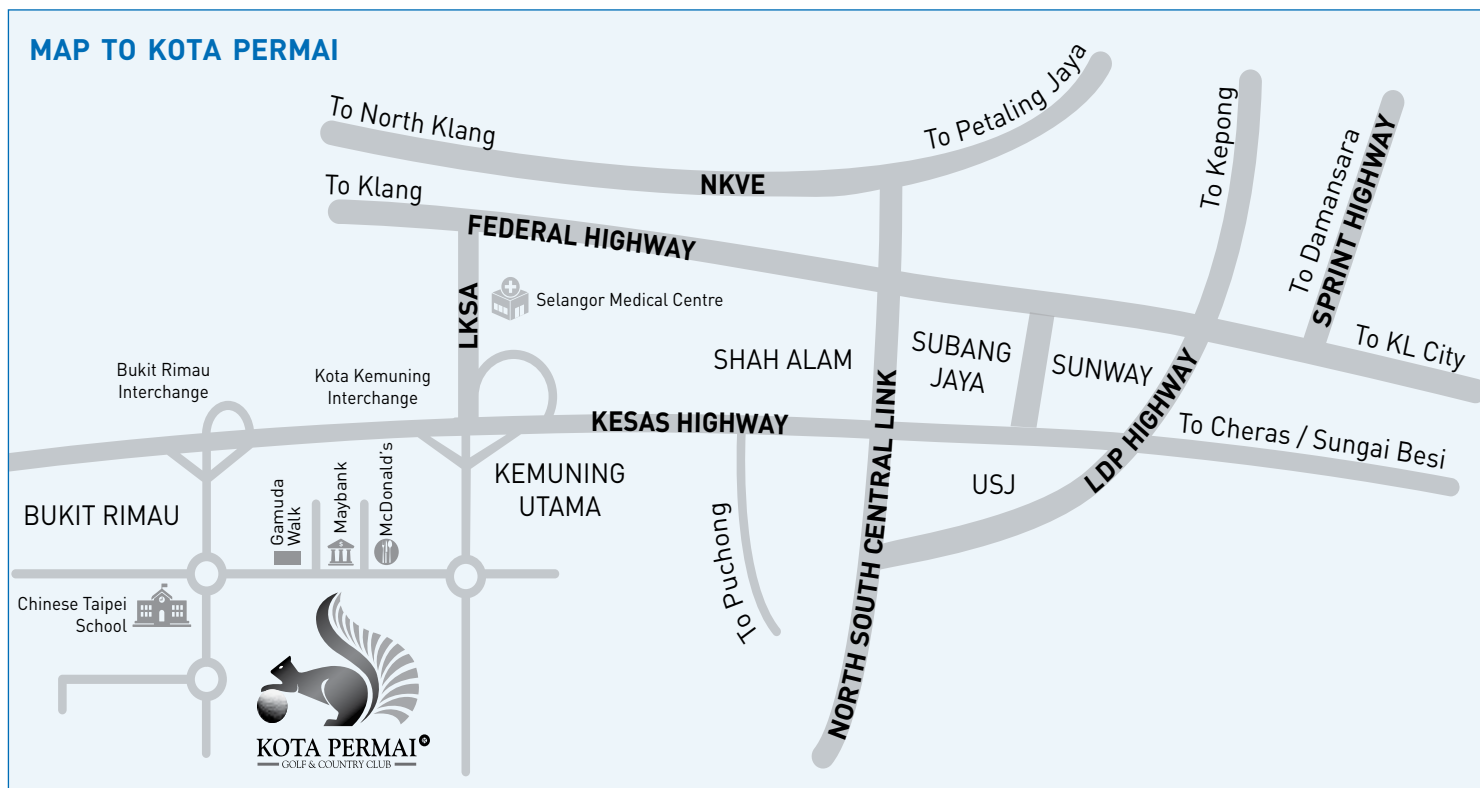 MAP TO KOTA PERMAI
To North Klang
To Petaling Jaya
To Kepong
To Damansara
SPRINT HIGHWAY
NKVE
To Klang
FEDERAL HIGHWAY
LKSA
Selangor Medical Centre
To KL City
SHAH ALAM
SUBANG
JAYA
SUNWAY
Bukit Rimau
Interchange
Kota Kemuning
Interchange
KESAS HIGHWAY
NORTH SOUTH CENTRAL LINK
LDP HIGHWAY
To Cheras / Sungai Besi
BUKIT RIMAU
Gamuda
Walk
Maybank
McDonald's
KEMUNING
UTAMA
USJ
To Puchong
Chinese Taipei
School
KOTA PERMAI®
GOLF & COUNTRY CLUB